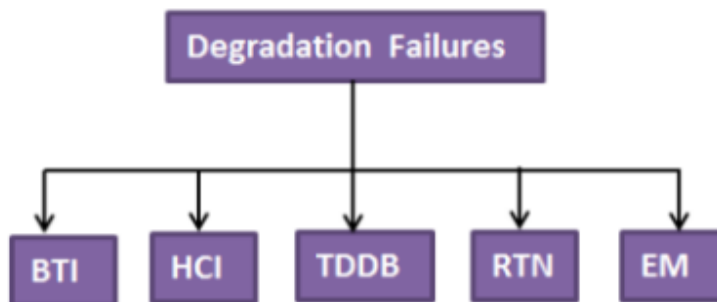 Degradation Failures
BTI
HCI
TDDB
RTN
EM